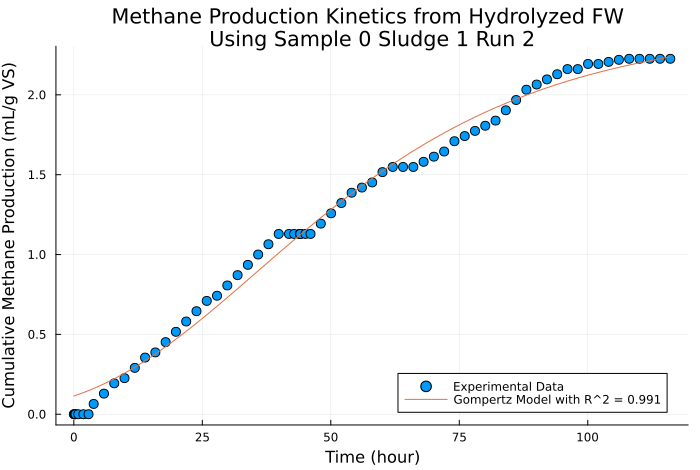 Methane Production Kinetics from Hydrolyzed FW
Using Sample 0 Sludge 1 Run 2
Cumulative Methane Production (mL/g VS)
2.0
1.5
1.0
0.5
0.0
Experimental Data
Gompertz Model with R^2 = 0.991
0 25 50 75 100
Time (hour)